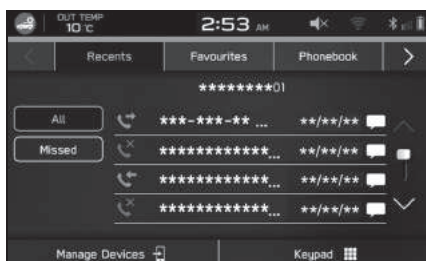 OUT TEMP
10 °C
2:53 AM
Recents Favourites Phonebook
********01
All
***-***-** ... **/**/**
Missed
************... **/**/**
************... **/**/**
************... **/**/**
Manage Devices Keypad